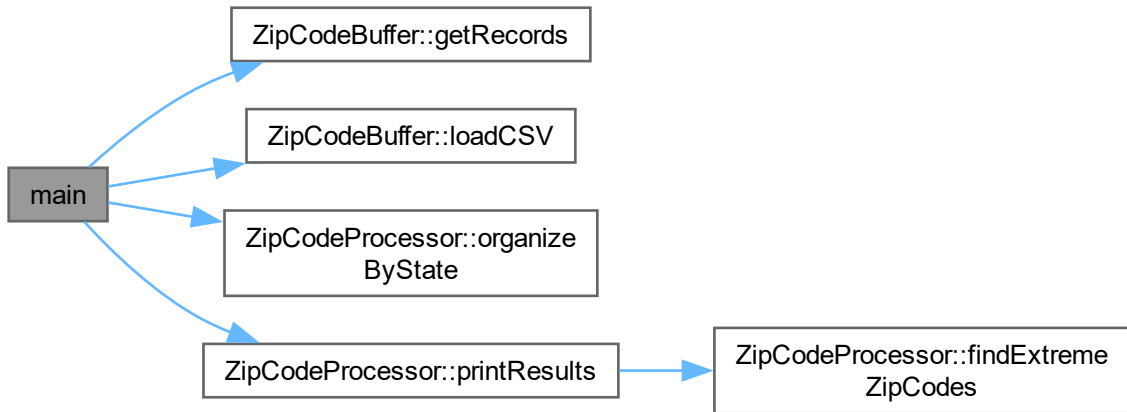 ZipCodeBuffer::getRecords
ZipCodeBuffer::loadCSV
main
ZipCodeProcessor::organize
ByState
ZipCodeProcessor::printResults
ZipCodeProcessor::findExtreme
ZipCodes